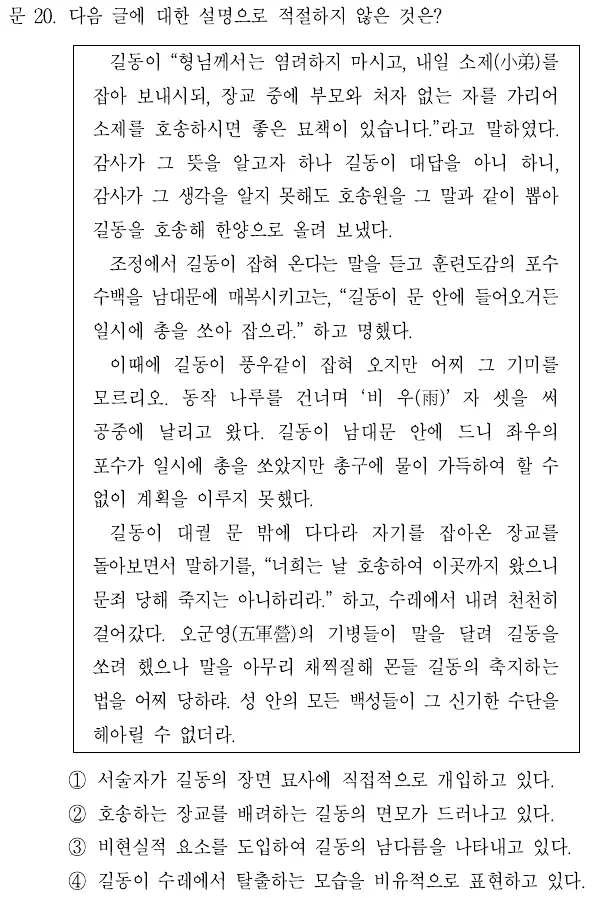 문 20. 다음 글에 대한 설명으로 적절하지 않은 것은?
길동이 “형님께서는 염려하지 마시고, 내일 소제(小弟)를
잡아 보내시되, 장교 중에 부모와 처자 없는 자를 가리어
소제를 호송하시면 좋은 묘책이 있습니다.”라고 말하였다.
감사가 그 뜻을 알고자 하나 길동이 대답을 아니 하니,
감사가 그 생각을 알지 못해도 호송원을 그 말과 같이 뽑아
길동을 호송해 한양으로 올려 보냈다.
조정에서 길동이 잡혀 온다는 말을 듣고 훈련도감의 포수
수백을 남대문에 매복시키고는, “길동이 문 안에 들어오거든
일시에 총을 쏘아 잡으라.” 하고 명했다.
이때에 길동이 풍우같이 잡혀 오지만 어찌 그 기미를
모르리오. 동작 나루를 건너며 ‘비 우(雨)’ 자 셋을 써
공중에 날리고 왔다. 길동이 남대문 안에 드니 좌우의
포수가 일시에 총을 쏘았지만 총구에 물이 가득하여 할 수
없이 계획을 이루지 못했다.
길동이 대궐 문 밖에 다다라 자기를 잡아온 장교를
돌아보면서 말하기를, “너희는 날 호송하여 이곳까지 왔으니
문죄 당해 죽지는 아니하리라.” 하고, 수레에서 내려 천천히
걸어갔다. 오군영(五軍營)의 기병들이 말을 달려 길동을
쏘려 했으나 말을 아무리 채찍질해 몬들 길동의 축지하는
법을 어찌 당하랴. 성 안의 모든 백성들이 그 신기한 수단을
헤아릴 수 없더라.
① 서술자가 길동의 장면 묘사에 직접적으로 개입하고 있다.
② 호송하는 장교를 배려하는 길동의 면모가 드러나고 있다.
③ 비현실적 요소를 도입하여 길동의 남다름을 나타내고 있다.
④ 길동이 수레에서 탈출하는 모습을 비유적으로 표현하고 있다.